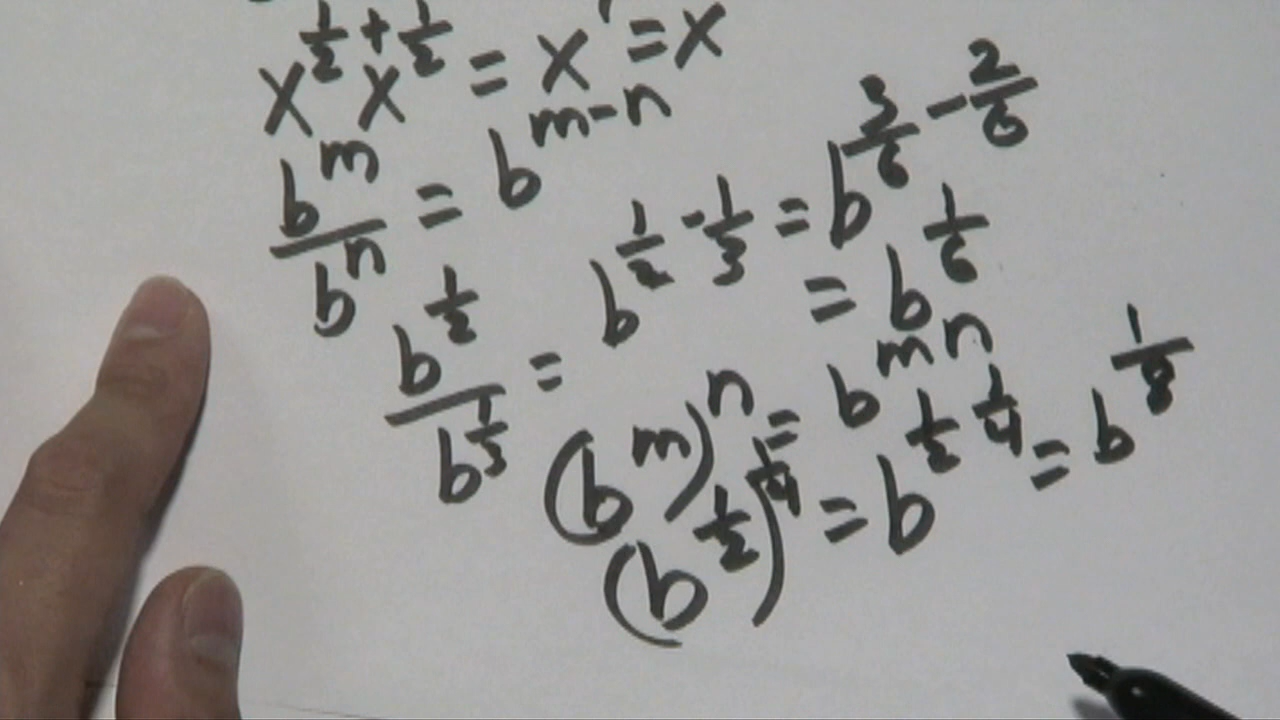 x^{1/2} x^{+ 1/2} = x^1 = x
b^m / b^n = b^{m-n}
b^{1/2} / b^{1/3} = b^{1/2 - 1/3} = b^{3/6 - 2/6}
= b^{1/6}
(b^m)^n = b^{mn}
(b^{1/2})^{1/4} = b^{1/2 1/4} = b^{1/8}